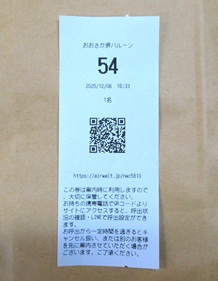 おおさか堺バルーン
54
2025/12/06 16:33
1名
https://airwait.jp/nwc5810
この券は案内時に利用しますので
、大切に保管してください。
お持ちの携帯電話でQRコードより
サイトにアクセスすると、呼出状
況の確認・LINEで呼出設定ができ
ます。
お呼出から一定時間を過ぎるとキ
ャンセル扱い、または別のお客様
を先に案内させていただく場合が
ございます。ご了承ください。